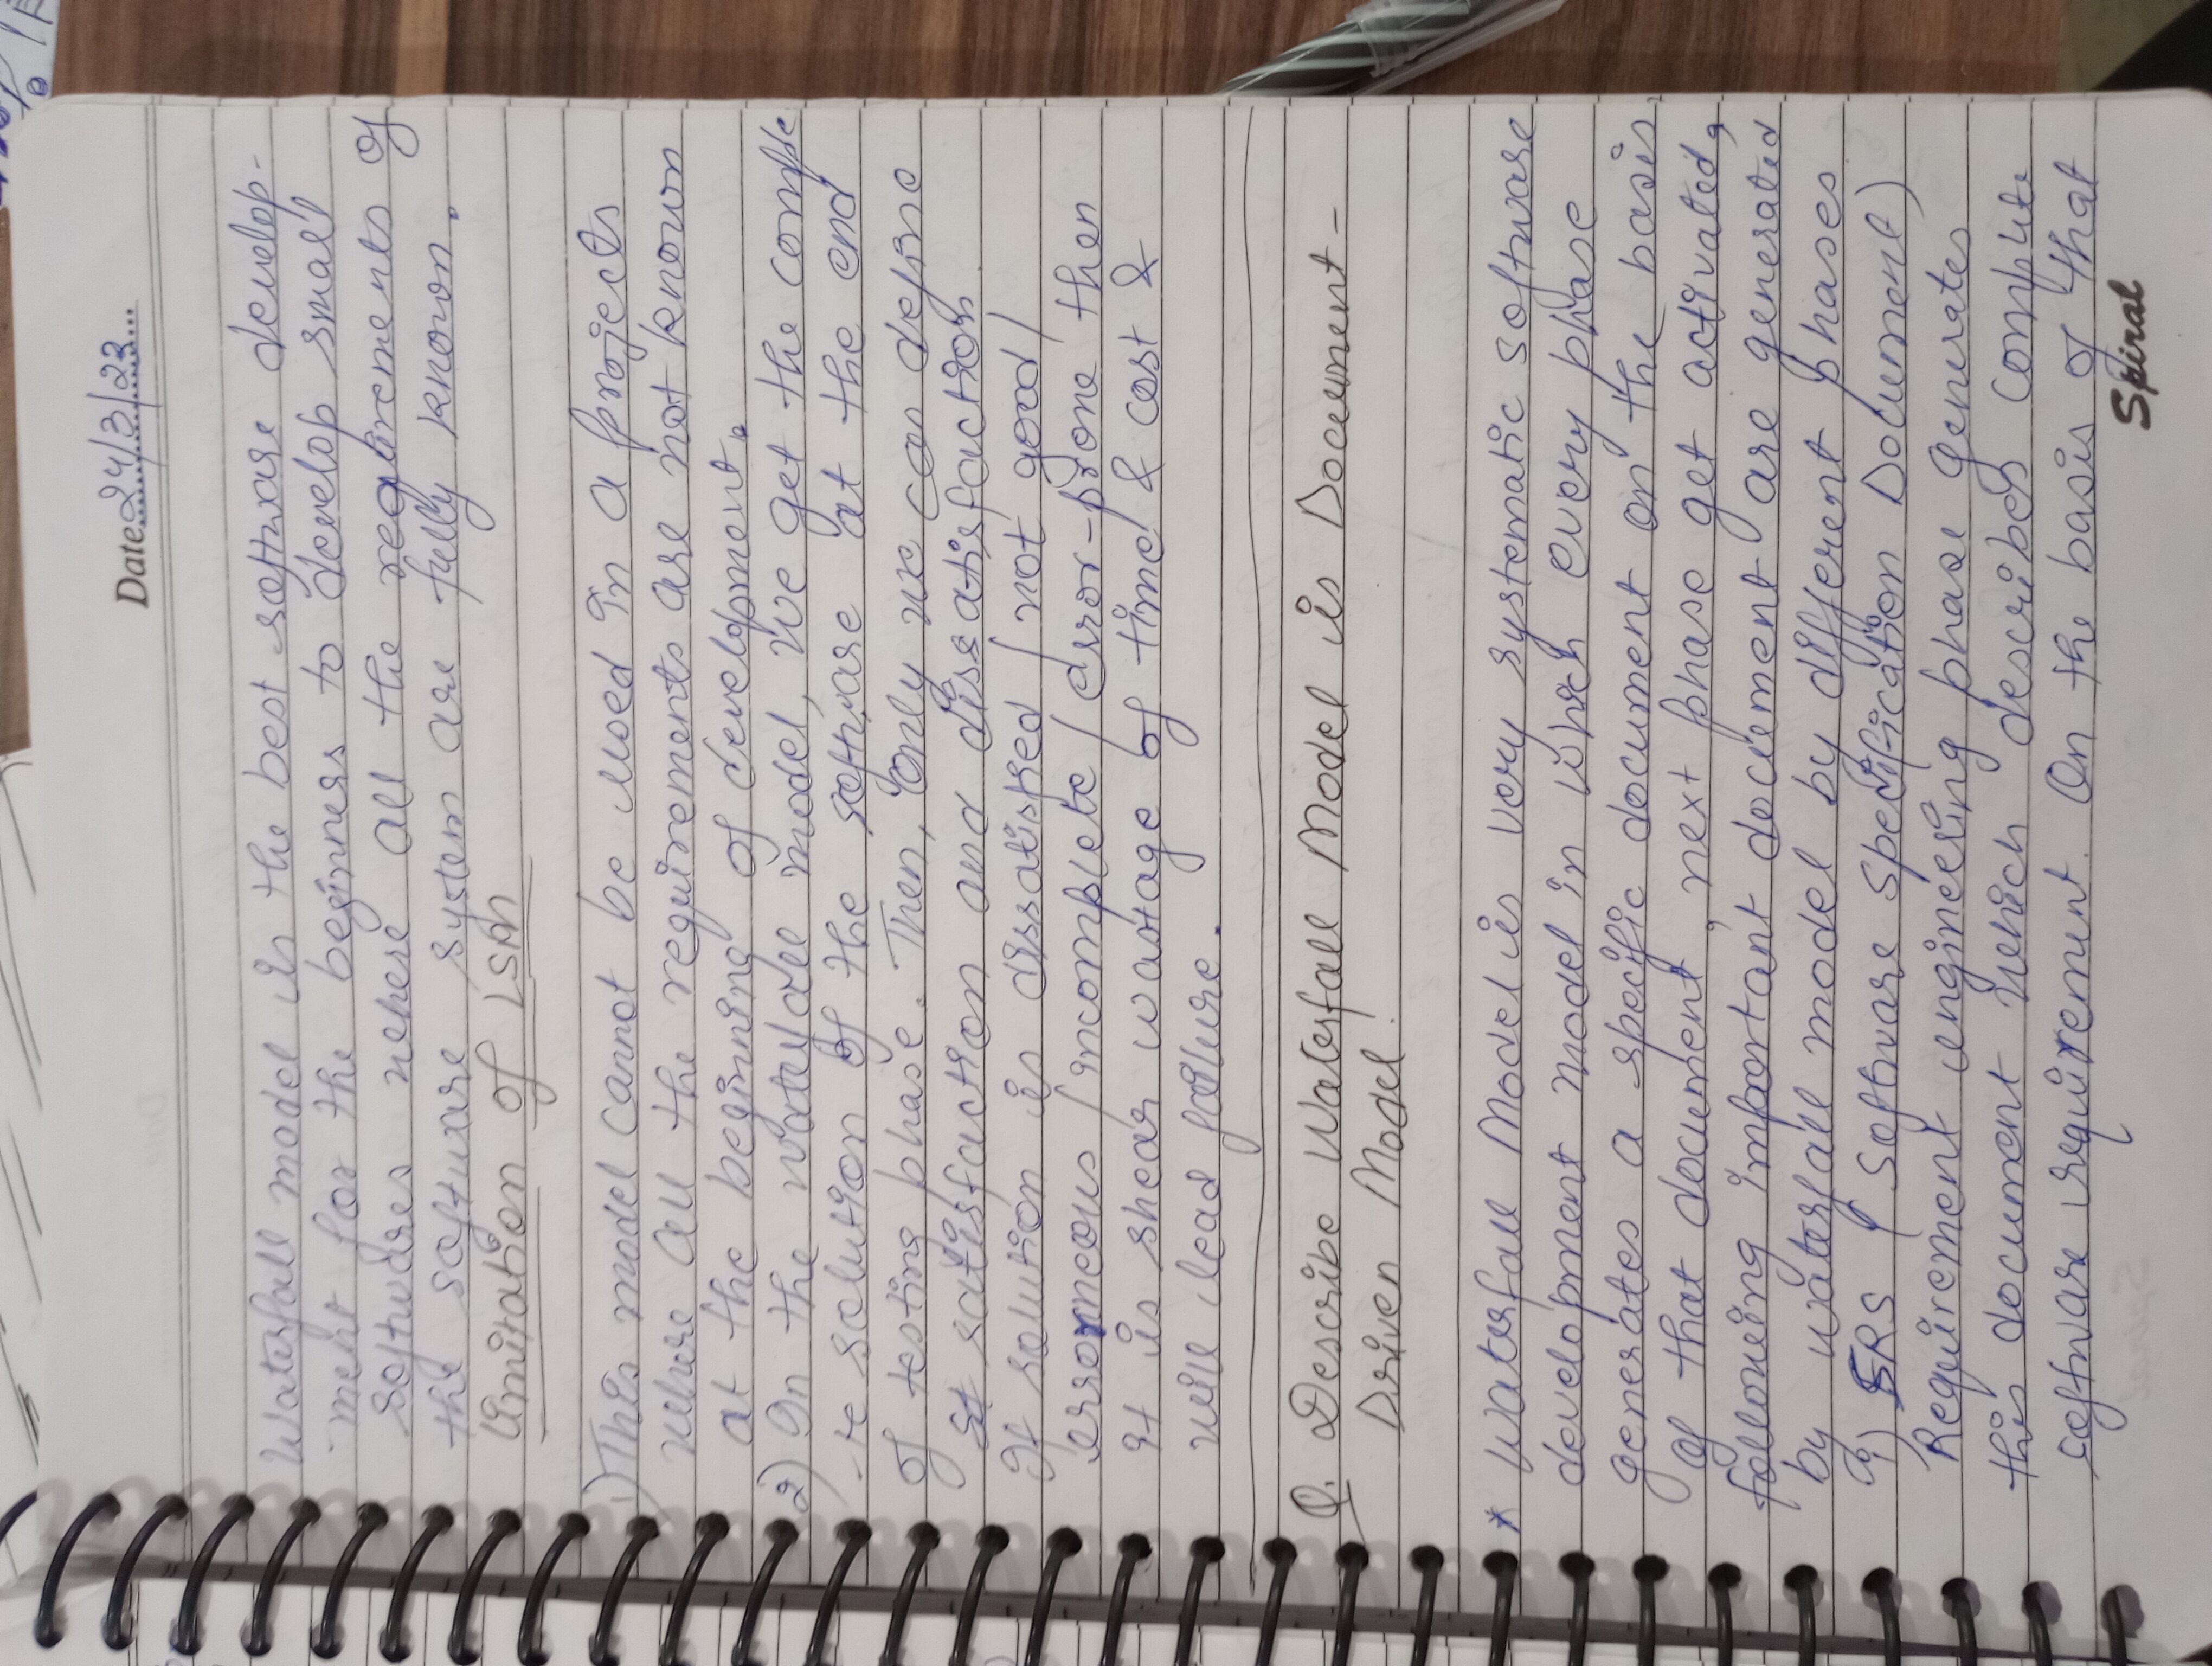 Date 24/3/23
Waterfall model is the best software develop-
-ment for the beginners to develop small
softwares where all the requirements of
the software system are fully known.
Limitation of LSM
1) This model cannot be used in a projects
where all the requirements are not known
at the beginning of development.
2) In the waterfall model, we get the comple
-te solution of the software at the end
of testing phase. Then, only we can define
st satisfaction and dissatisfaction.
If solution is dissatisfied / not good /
erroneous / incomplete / error-prone then
it is shear wastage of time & cost &
will lead failure.
Q. Describe Waterfall Model is Document-
Driven Model.
* Waterfall Model is very systematic software
development model in which every phase
generates a specific document on the basis
of that document, next phase get activated,
following important document are generated
by waterfall model by different phases
a) SRS (Software Specification Document)
Requirement engineering phase generates
this document which describes complete
software requirement. On the basis of that
Spiral